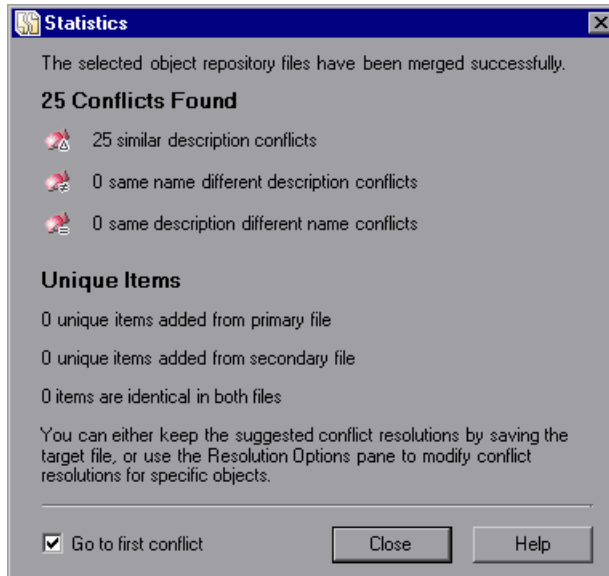 Statistics
The selected object repository files have been merged successfully.
25 Conflicts Found
25 similar description conflicts
0 same name different description conflicts
0 same description different name conflicts
Unique Items
0 unique items added from primary file
0 unique items added from secondary file
0 items are identical in both files
You can either keep the suggested conflict resolutions by saving the
target file, or use the Resolution Options pane to modify conflict
resolutions for specific objects.
Go to first conflict
Close
Help